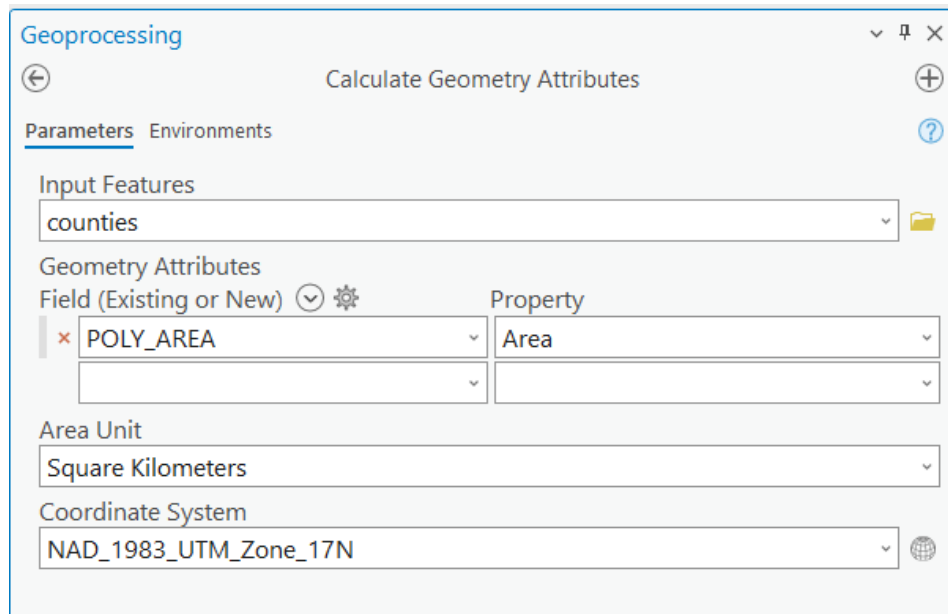 Geoprocessing
Calculate Geometry Attributes
Parameters Environments
Input Features
counties
Geometry Attributes
Field (Existing or New) Property
POLY_AREA Area
Area Unit
Square Kilometers
Coordinate System
NAD_1983_UTM_Zone_17N